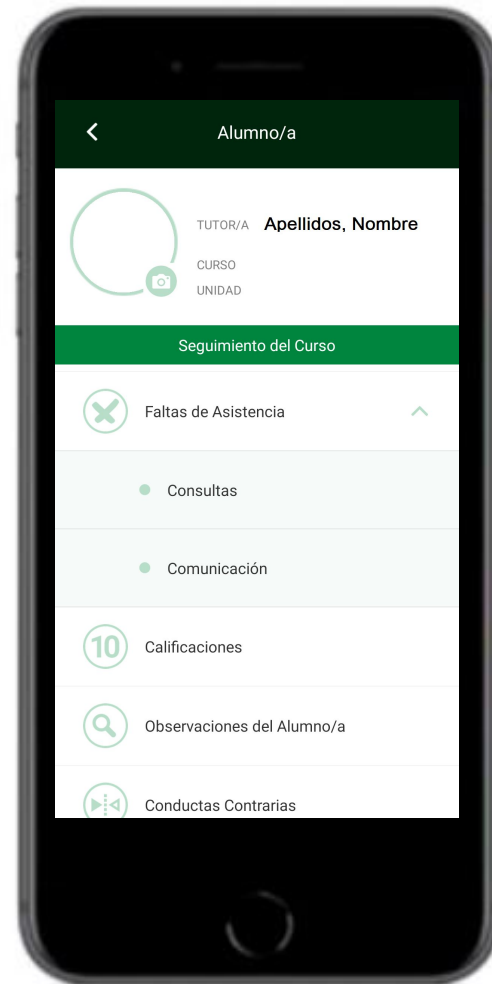 Alumno/a
TUTOR/A Apellidos, Nombre
CURSO
UNIDAD
Seguimiento del Curso
Faltas de Asistencia
Consultas
Comunicación
10 Calificaciones
Observaciones del Alumno/a
Conductas Contrarias